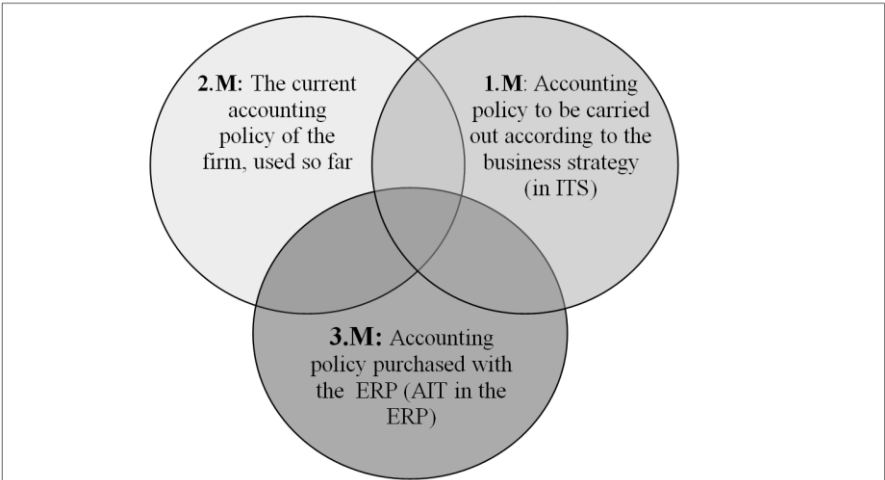 2.M: The current
accounting
policy of the
firm, used so far
1.M: Accounting
policy to be carried
out according to the
business strategy
(in ITS)
3.M: Accounting
policy purchased with
the ERP (AIT in the
ERP)